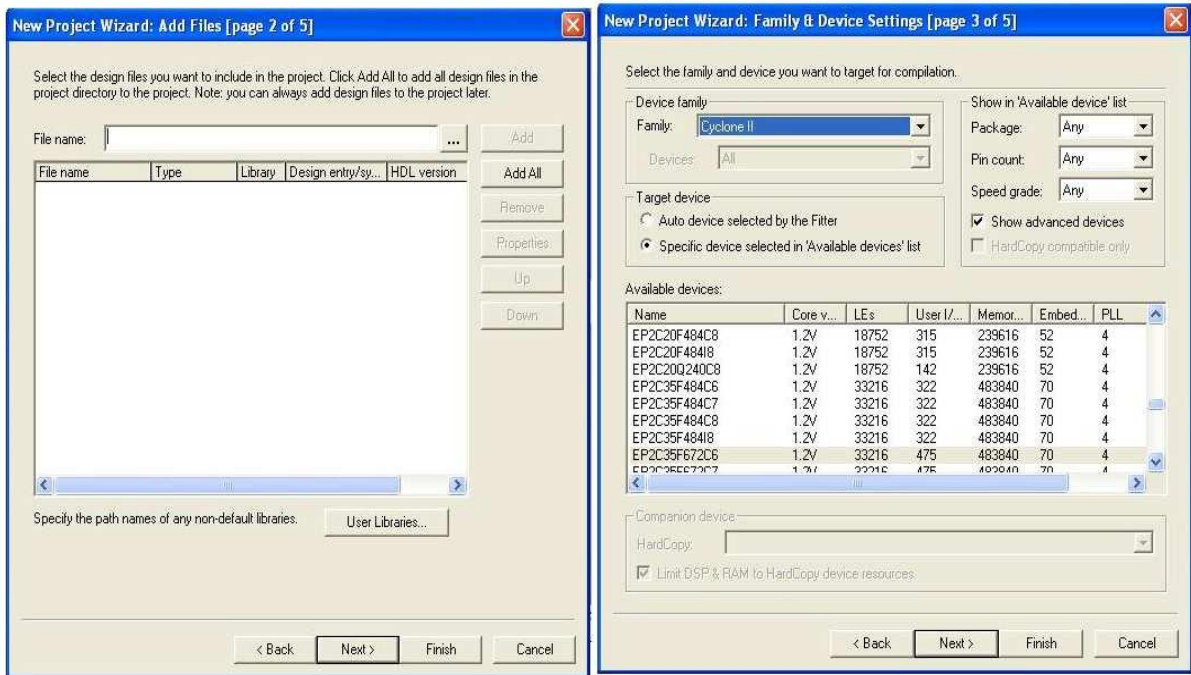 New Project Wizard: Add Files [page 2 of 5]
Select the design files you want to include in the project. Click Add All to add all design files in the
project directory to the project. Note: you can always add design files to the project later.
File name: ... Add
File name Type Library Design entry/sy... HDL version Add All
Remove
Properties
Up
Down
Specify the path names of any non-default libraries. User Libraries...
< Back Next > Finish Cancel
New Project Wizard: Family & Device Settings [page 3 of 5]
Select the family and device you want to target for compilation.
Device family
Family: Cyclone II
Devices: All
Show in 'Available device' list
Package: Any
Pin count: Any
Speed grade: Any
Show advanced devices
HardCopy compatible only
Target device
Auto device selected by the Fitter
Specific device selected in 'Available devices' list
Available devices:
Name Core v... LEs User I/... Memor... Embed... PLL
EP2C20F484C8 1.2V 18752 315 239616 52 4
EP2C20F484I8 1.2V 18752 315 239616 52 4
EP2C20Q240C8 1.2V 18752 142 239616 52 4
EP2C35F484C6 1.2V 33216 322 483840 70 4
EP2C35F484C7 1.2V 33216 322 483840 70 4
EP2C35F484C8 1.2V 33216 322 483840 70 4
EP2C35F484I8 1.2V 33216 322 483840 70 4
EP2C35F672C6 1.2V 33216 475 483840 70 4
EP2C35F672C7 1.2V 33216 475 483840 70 4
Companion device
HardCopy:
Limit DSP & RAM to HardCopy device resources
< Back Next > Finish Cancel